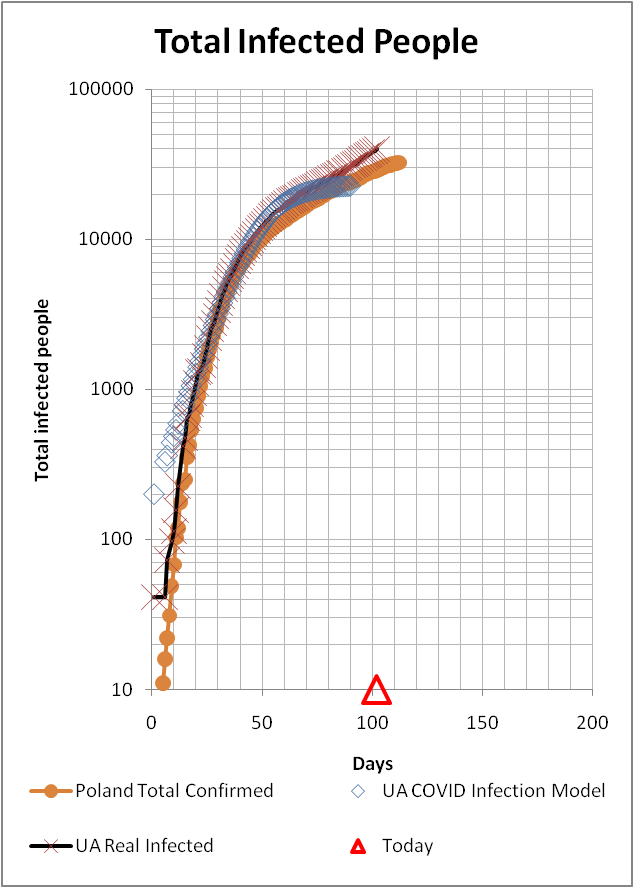 Total Infected People
100000
10000
1000
100
10
Total infected people
0 50 100 150 200
Days
Poland Total Confirmed
UA COVID Infection Model
UA Real Infected
Today